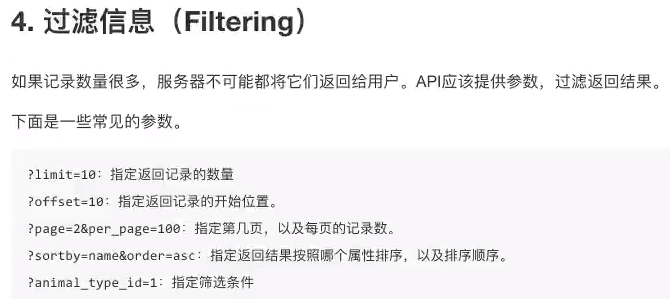 4. 过滤信息（Filtering）
如果记录数量很多，服务器不可能都将它们返回给用户。API应该提供参数，过滤返回结果。
下面是一些常见的参数。
?limit=10：指定返回记录的数量
?offset=10：指定返回记录的开始位置。
?page=2&per_page=100：指定第几页，以及每页的记录数。
?sortby=name&order=asc：指定返回结果按照哪个属性排序，以及排序顺序。
?animal_type_id=1：指定筛选条件